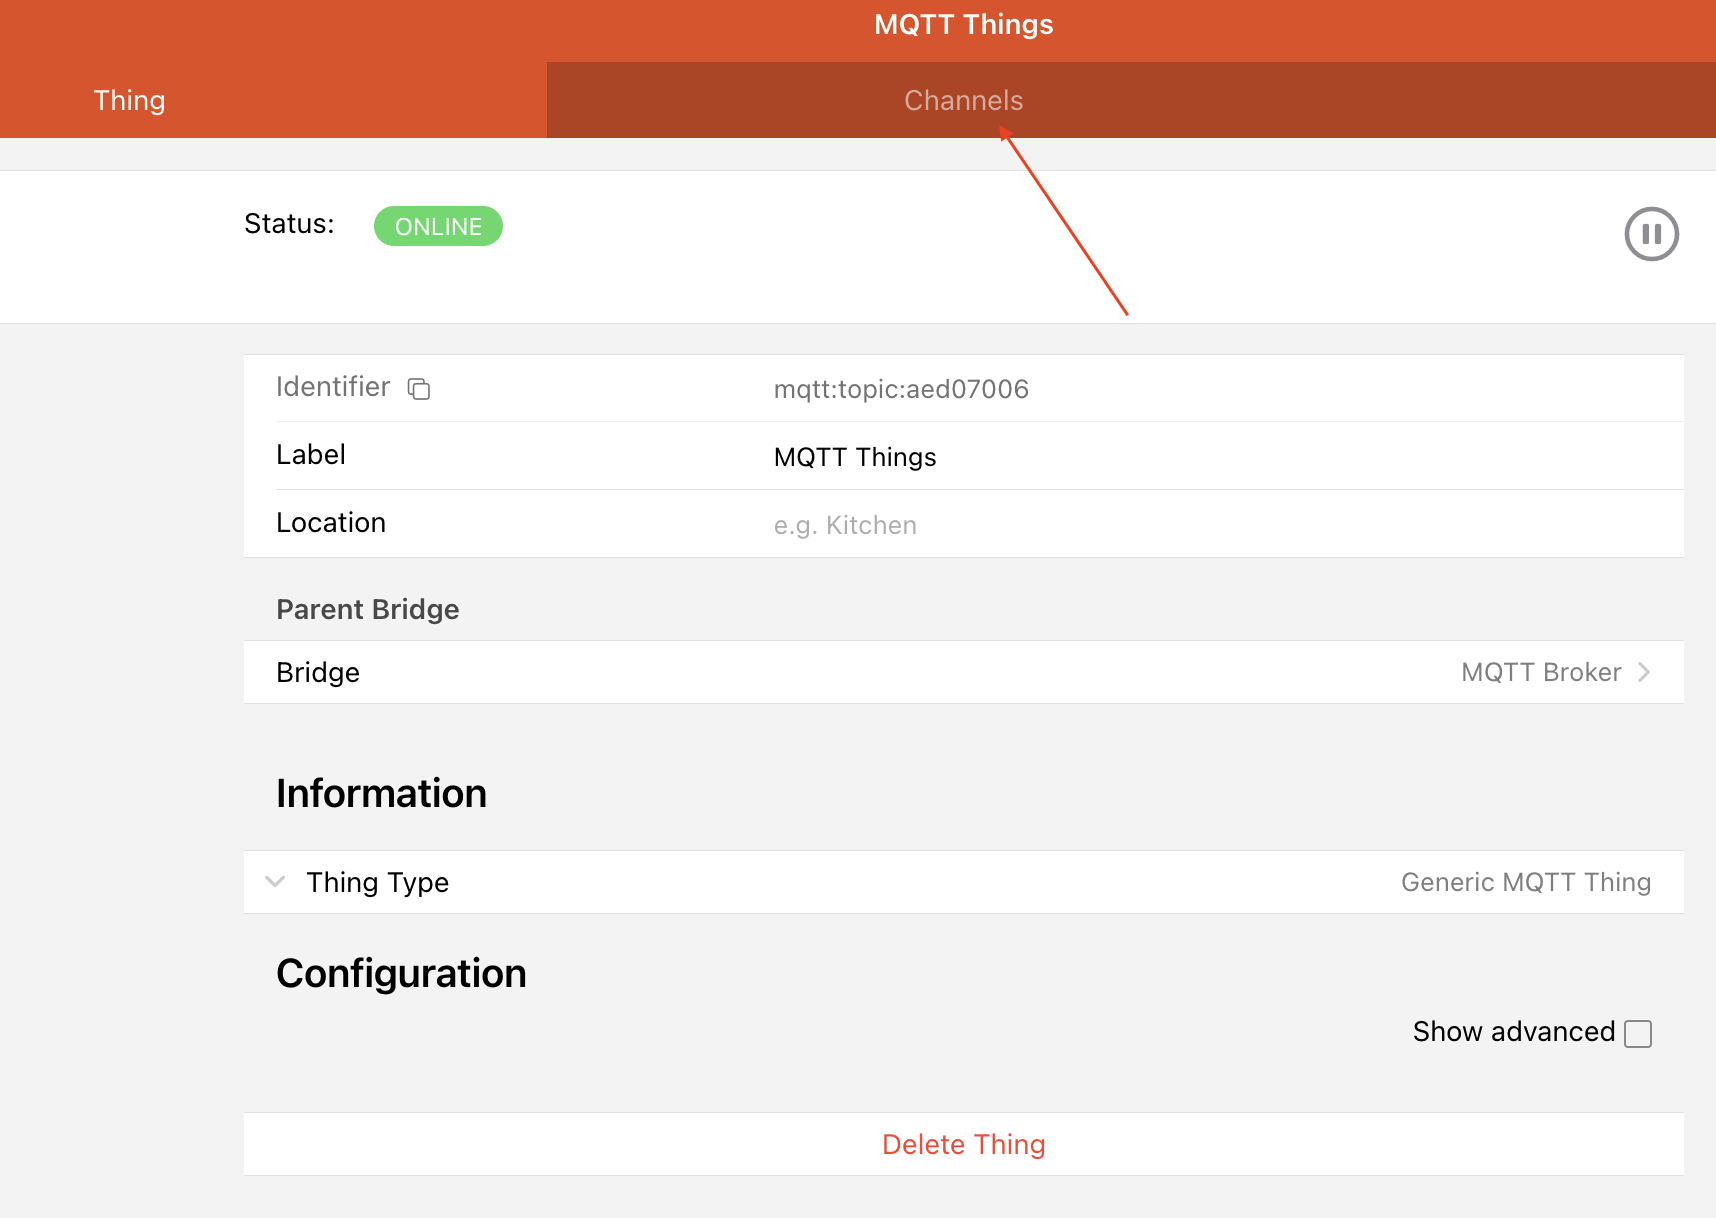 MQTT Things
Thing
Channels
Status:
ONLINE
Identifier
mqtt:topic:aed07006
Label
MQTT Things
Location
e.g. Kitchen
Parent Bridge
Bridge
MQTT Broker
Information
Thing Type
Generic MQTT Thing
Configuration
Show advanced
Delete Thing